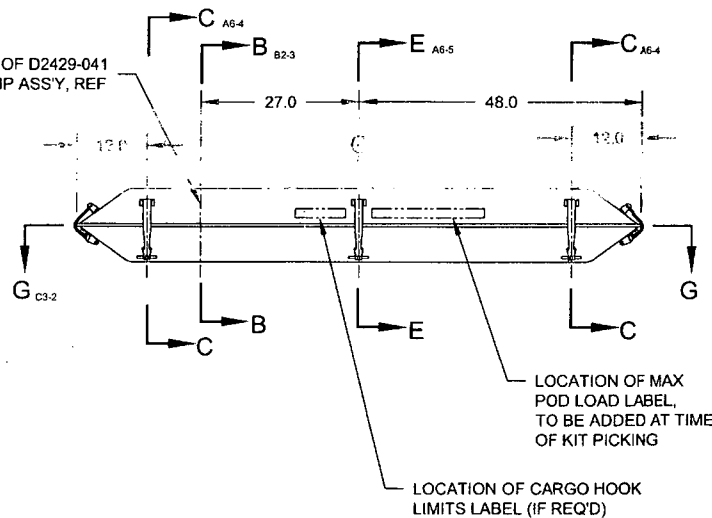 C A6-4
B B2-3
E A6-5
C A6-4
OF D2429-041
IP ASS'Y, REF
27.0
48.0
12.0
G C3-2
G
B
E
C
C
LOCATION OF MAX
POD LOAD LABEL,
TO BE ADDED AT TIME
OF KIT PICKING
LOCATION OF CARGO HOOK
LIMITS LABEL (IF REQ'D)